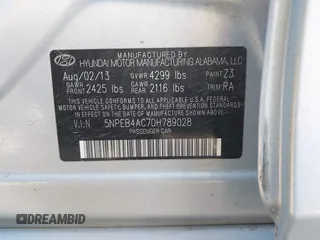 HYUNDAI MOTOR MANUFACTURING ALABAMA, LLC
Aug/02/13 GVWR 4299 lbs PAINT: Z3
GAWR FRONT 2425 lbs GAWR REAR 2116 lbs TRIM: RA
THIS VEHICLE CONFORMS TO ALL APPLICABLE U.S. FEDERAL MOTOR VEHICLE SAFETY, BUMPER, AND THEFT PREVENTION STANDARDS IN EFFECT ON THE DATE OF MANUFACTURE SHOWN ABOVE.
V.I.N 5NPEB4AC7DH789028
PASSENGER CAR
DREAMBID